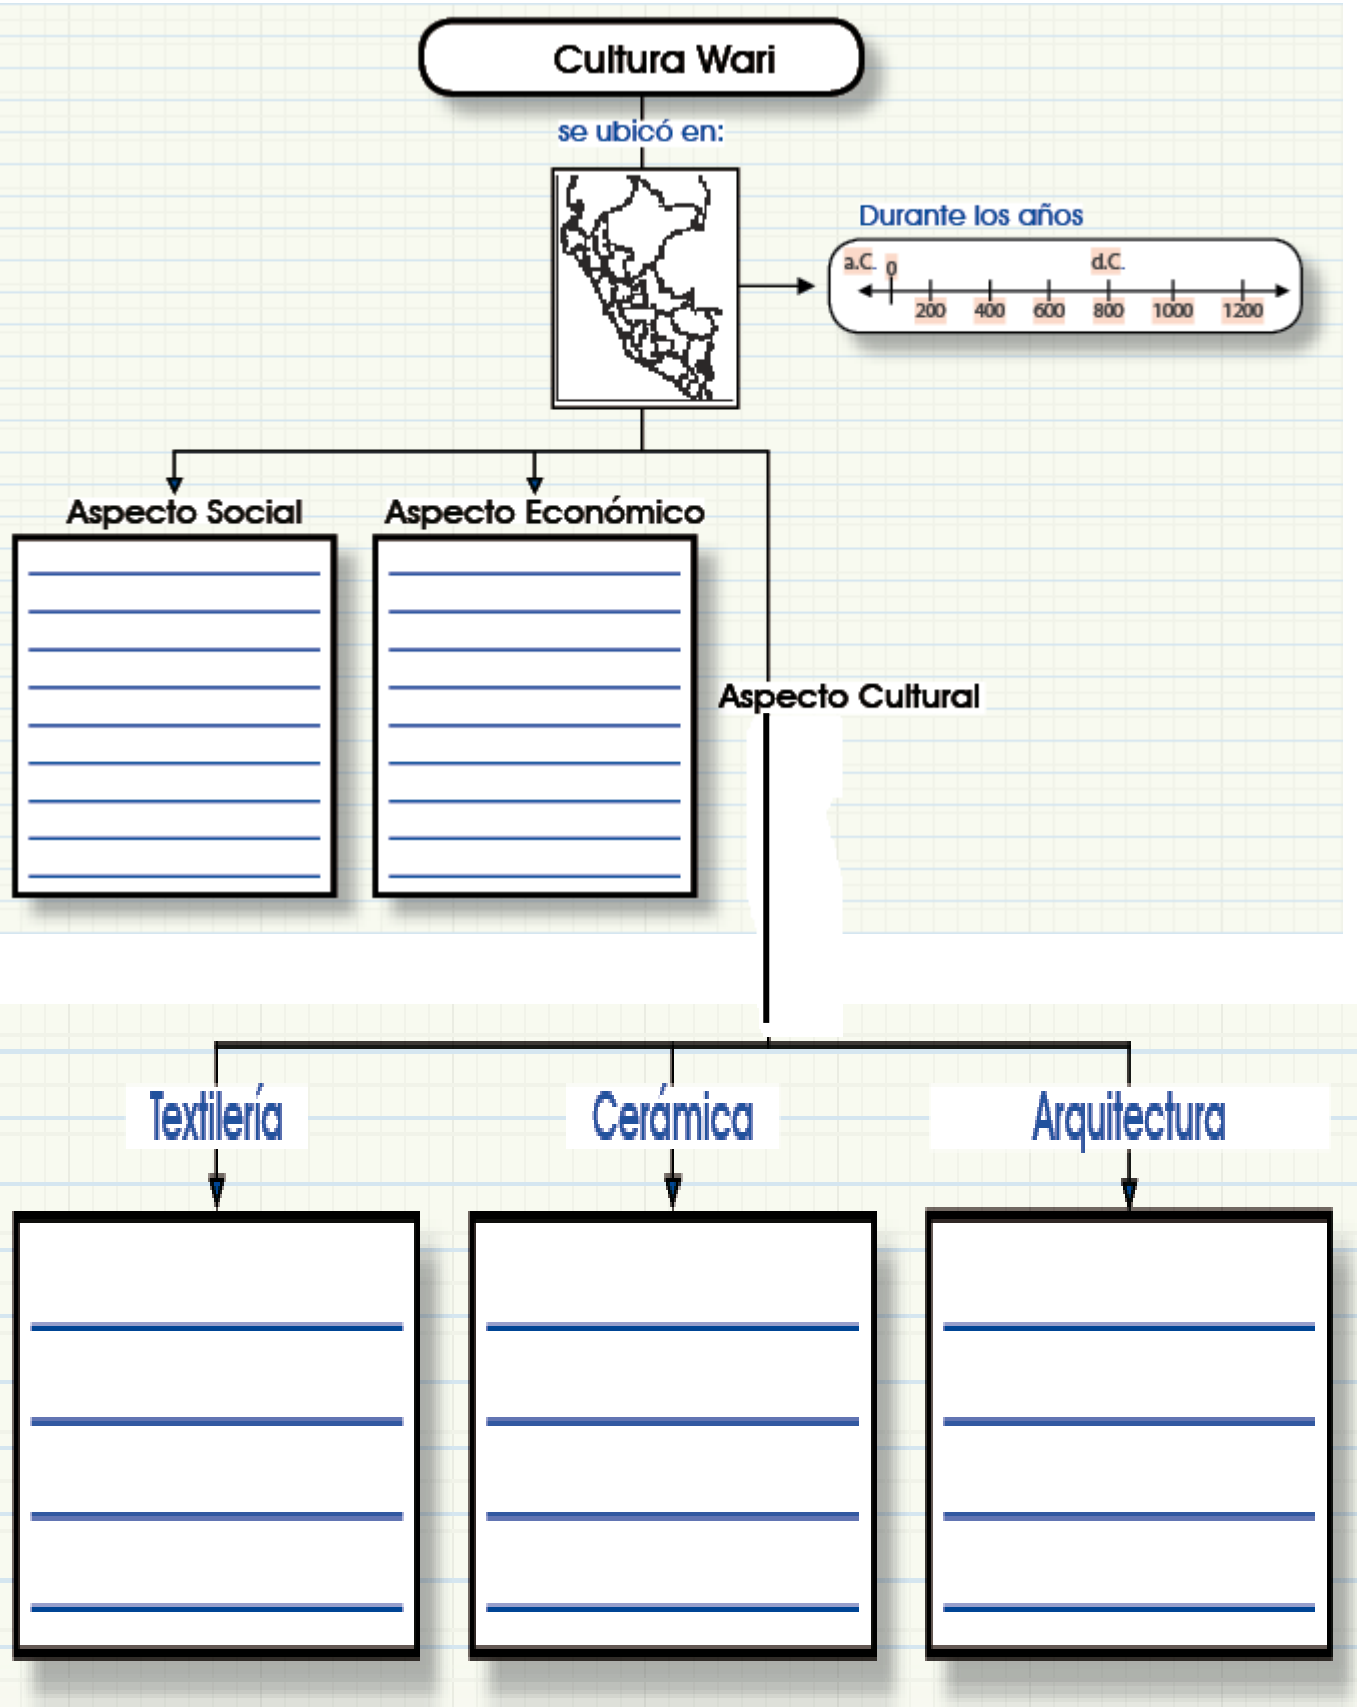 Cultura Wari
se ubicó en:
Durante los años
a.C. 0 d.C.
200 400 600 800 1000 1200
Aspecto Social
Aspecto Económico
Aspecto Cultural
Textilería
Cerámica
Arquitectura